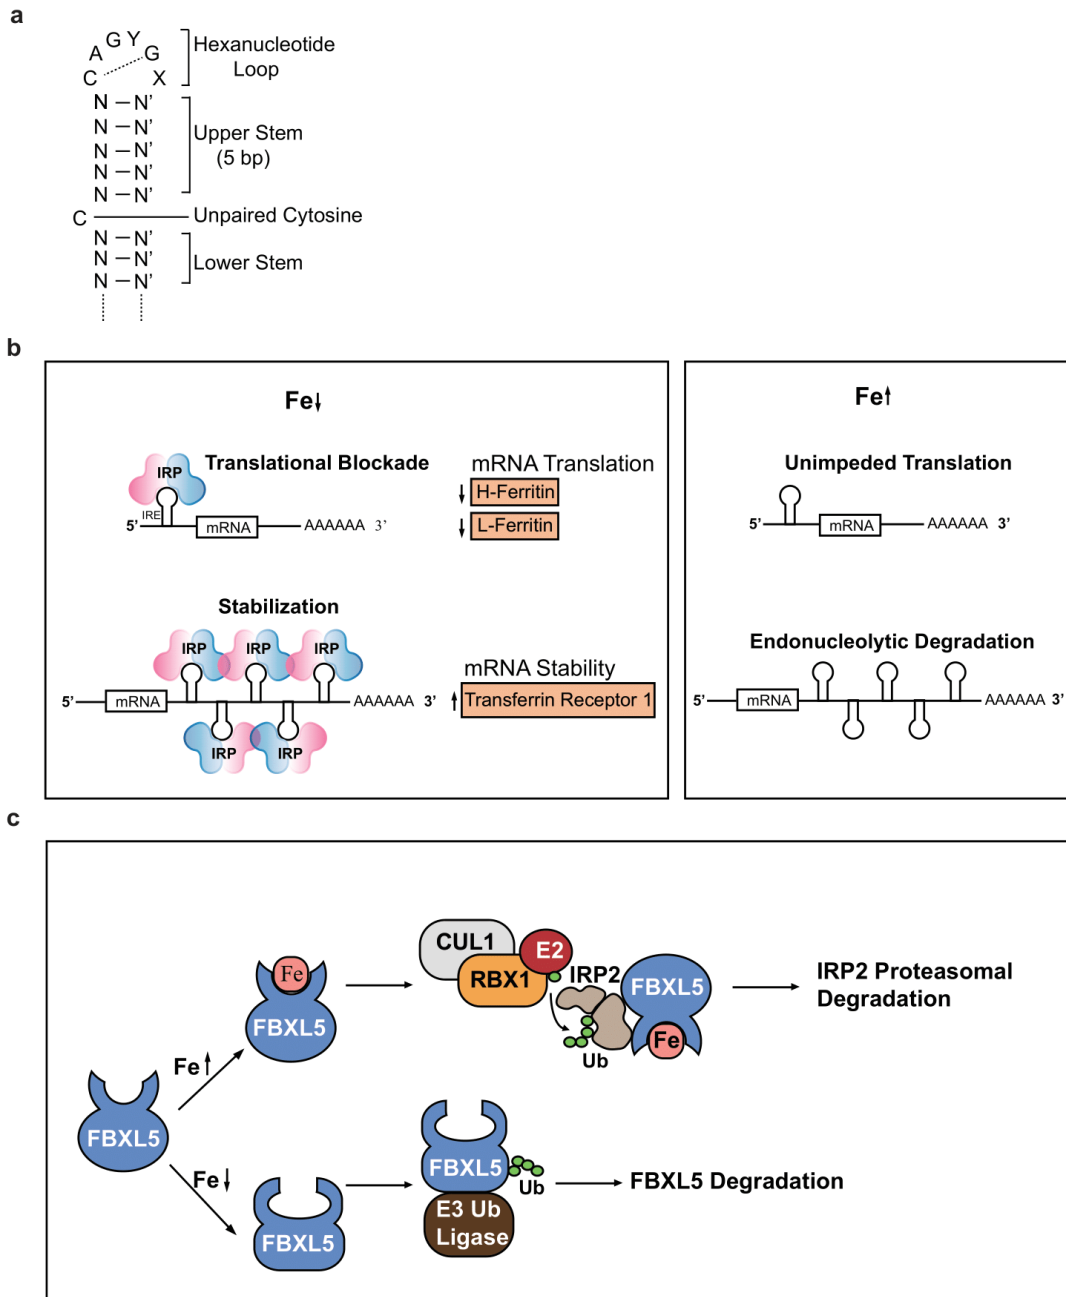 a
C A G Y G X
Hexanucleotide
Loop
N – N'
N – N'
N – N'
N – N'
N – N'
Upper Stem
(5 bp)
C
Unpaired Cytosine
N – N'
N – N'
N – N'
Lower Stem
b
Fe↓
Translational Blockade
IRP
IRE
5'
mRNA
AAAAAA 3'
mRNA Translation
↓ H-Ferritin
↓ L-Ferritin
Stabilization
IRP IRP IRP
5' mRNA AAAAAA 3'
IRP IRP
mRNA Stability
↑ Transferrin Receptor 1
Fe↑
Unimpeded Translation
5' mRNA AAAAAA 3'
Endonucleolytic Degradation
5' mRNA AAAAAA 3'
c
FBXL5
Fe↑
Fe
FBXL5
CUL1
RBX1
E2
IRP2
Ub
FBXL5
Fe
IRP2 Proteasomal
Degradation
Fe↓
FBXL5
FBXL5
Ub
E3 Ub
Ligase
FBXL5 Degradation